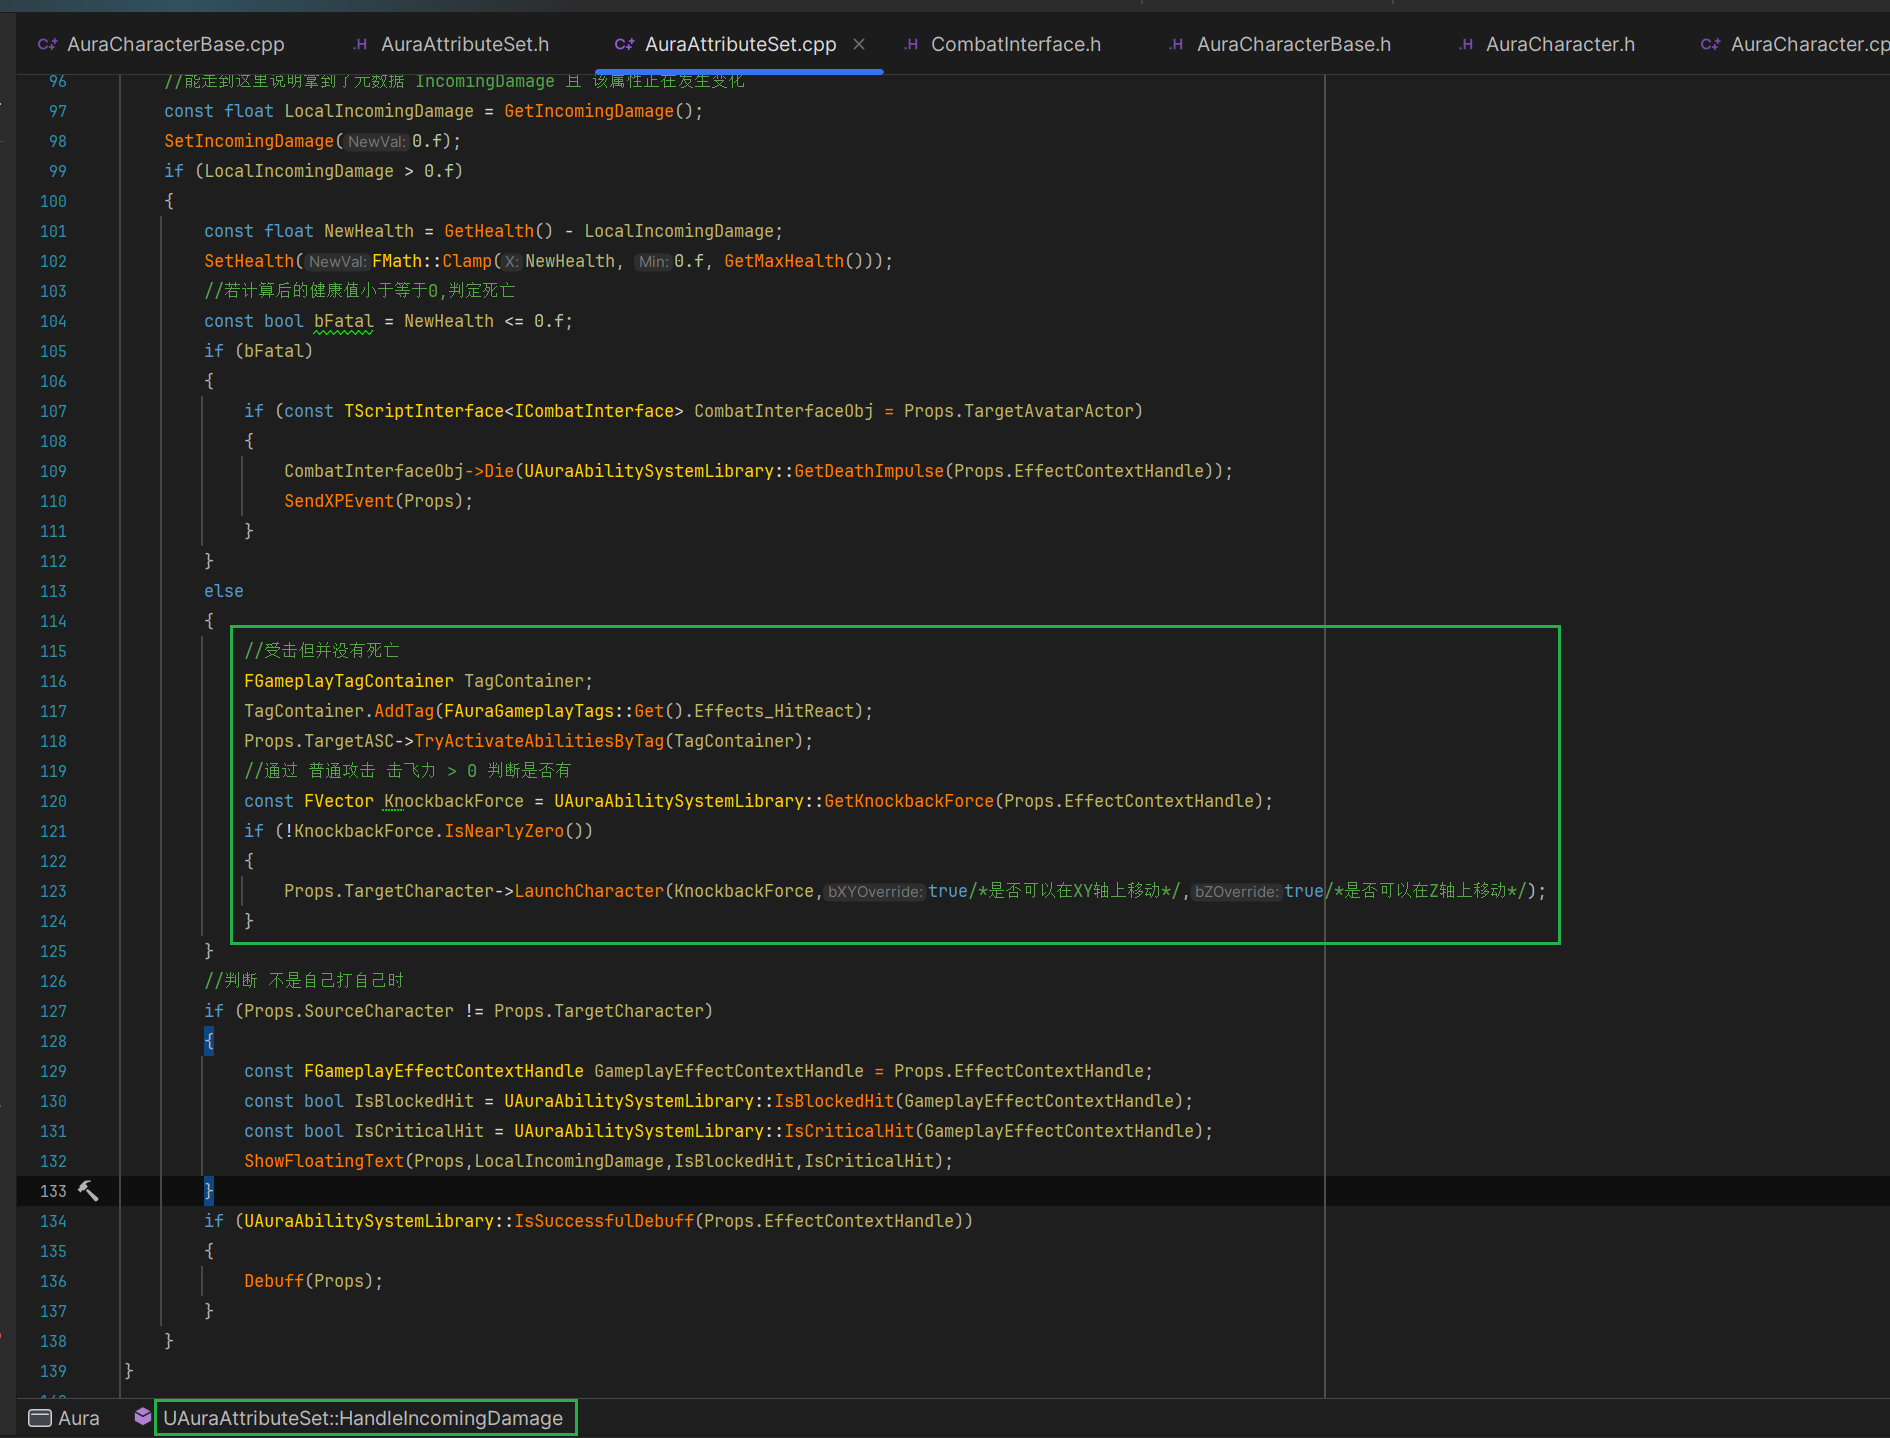 AuraCharacterBase.cpp AuraAttributeSet.h AuraAttributeSet.cpp CombatInterface.h AuraCharacterBase.h AuraCharacter.h AuraCharacter.cp
96 //能走到这里说明拿到了元数据 IncomingDamage 且 该属性正在发生变化
97 const float LocalIncomingDamage = GetIncomingDamage();
98 SetIncomingDamage(NewVal: 0.f);
99 if (LocalIncomingDamage > 0.f)
100 {
101 const float NewHealth = GetHealth() - LocalIncomingDamage;
102 SetHealth(NewVal: FMath::Clamp(X: NewHealth, Min: 0.f, GetMaxHealth()));
103 //若计算后的健康值小于等于0,判定死亡
104 const bool bFatal = NewHealth <= 0.f;
105 if (bFatal)
106 {
107 if (const TScriptInterface<ICombatInterface> CombatInterfaceObj = Props.TargetAvatarActor)
108 {
109 CombatInterfaceObj->Die(UAuraAbilitySystemLibrary::GetDeathImpulse(Props.EffectContextHandle));
110 SendXPEvent(Props);
111 }
112 }
113 else
114 {
115 //受击但并没有死亡
116 FGameplayTagContainer TagContainer;
117 TagContainer.AddTag(FAuraGameplayTags::Get().Effects_HitReact);
118 Props.TargetASC->TryActivateAbilitiesByTag(TagContainer);
119 //通过 普通攻击 击飞力 > 0 判断是否有
120 const FVector KnockbackForce = UAuraAbilitySystemLibrary::GetKnockbackForce(Props.EffectContextHandle);
121 if (!KnockbackForce.IsNearlyZero())
122 {
123 Props.TargetCharacter->LaunchCharacter(KnockbackForce, bXYOverride: true/*是否可以在XY轴上移动*/, bZOverride: true/*是否可以在Z轴上移动*/);
124 }
125 }
126 //判断 不是自己打自己时
127 if (Props.SourceCharacter != Props.TargetCharacter)
128 {
129 const FGameplayEffectContextHandle GameplayEffectContextHandle = Props.EffectContextHandle;
130 const bool IsBlockedHit = UAuraAbilitySystemLibrary::IsBlockedHit(GameplayEffectContextHandle);
131 const bool IsCriticalHit = UAuraAbilitySystemLibrary::IsCriticalHit(GameplayEffectContextHandle);
132 ShowFloatingText(Props,LocalIncomingDamage,IsBlockedHit,IsCriticalHit);
133 }
134 if (UAuraAbilitySystemLibrary::IsSuccessfulDebuff(Props.EffectContextHandle))
135 {
136 Debuff(Props);
137 }
138 }
139 }
Aura UAuraAttributeSet::HandleIncomingDamage